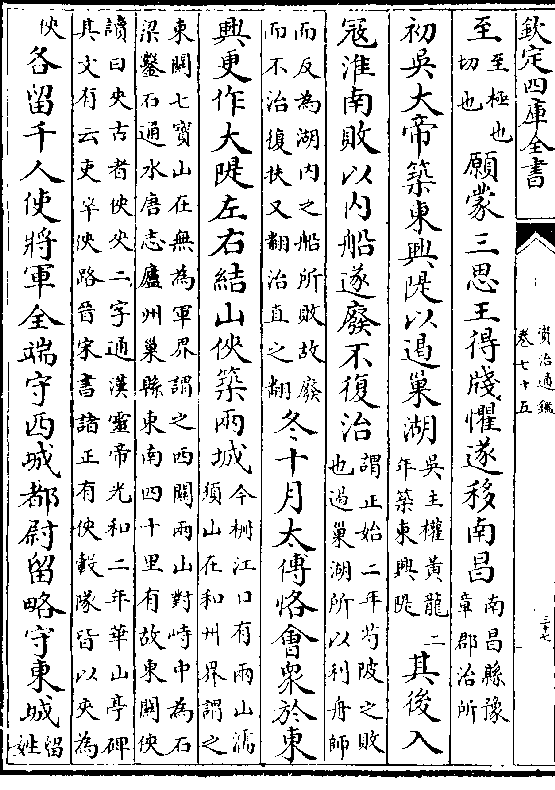 欽定四庫全書
資治通鑑
卷七十五
至至極也切也願蒙三思王得牋懼遂移南昌南昌縣豫章郡治所
初吳大帝築東興隄以遏巢湖吳主權黃龍二年築東興隄其後入
寇淮南敗以內船遂廢不復治謂正始二年芍陂之敗也過巢湖所以利舟師
而反為湖內之船所敗故廢而不治復扶又翻治直之翻冬十月太傅恪會衆於東
興更作大隄左右結山俠築兩城今柵江口有兩山濡須山在和州界謂之
東關七寶山在無為軍界謂之西關兩山對峙中為石梁鑿石通水唐志廬州巢縣東南四十里有故東關俠
讀曰夾古者俠夾二字通漢靈帝光和二年華山亭碑其文有云吏卒俠路晉宋書諸正有俠轂隊皆以夾為
俠各留千人使將軍全端守西城都尉留略守東城留姓